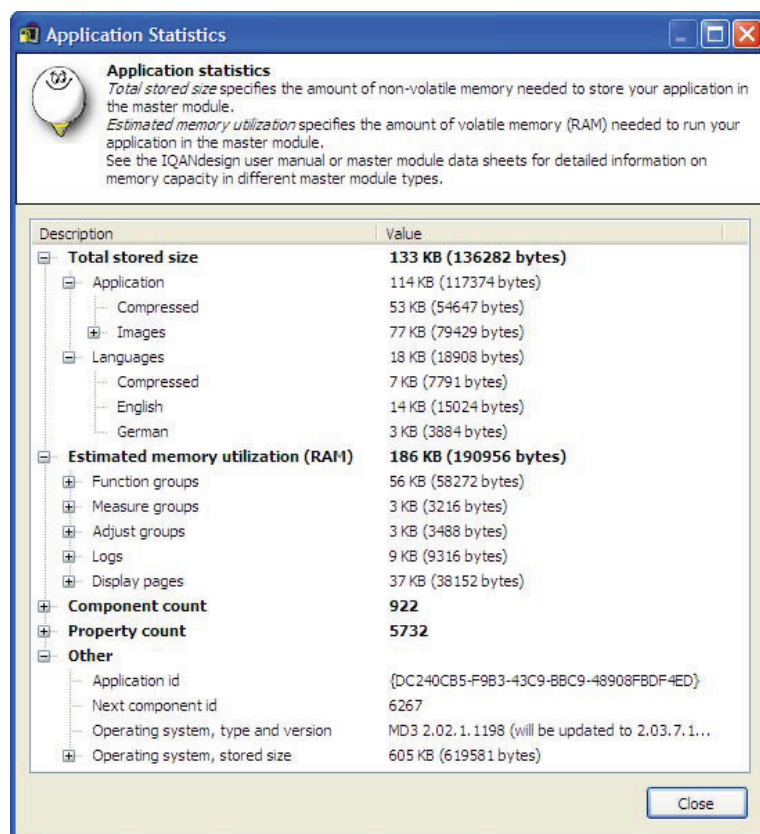 Application Statistics
Application statistics
Total stored size specifies the amount of non-volatile memory needed to store your application in
the master module.
Estimated memory utilization specifies the amount of volatile memory (RAM) needed to run your
application in the master module.
See the IQANdesign user manual or master module data sheets for detailed information on
memory capacity in different master module types.
Description Value
Total stored size 133 KB (136282 bytes)
Application 114 KB (117374 bytes)
Compressed 53 KB (54647 bytes)
Images 77 KB (79429 bytes)
Languages 18 KB (18908 bytes)
Compressed 7 KB (7791 bytes)
English 14 KB (15024 bytes)
German 3 KB (3884 bytes)
Estimated memory utilization (RAM) 186 KB (190956 bytes)
Function groups 56 KB (58272 bytes)
Measure groups 3 KB (3216 bytes)
Adjust groups 3 KB (3488 bytes)
Logs 9 KB (9316 bytes)
Display pages 37 KB (38152 bytes)
Component count 922
Property count 5732
Other
Application id {DC240CB5-F9B3-43C9-BBC9-48908FBDF4ED}
Next component id 6267
Operating system, type and version MD3 2.02.1.1198 (will be updated to 2.03.7.1...
Operating system, stored size 605 KB (619581 bytes)
Close